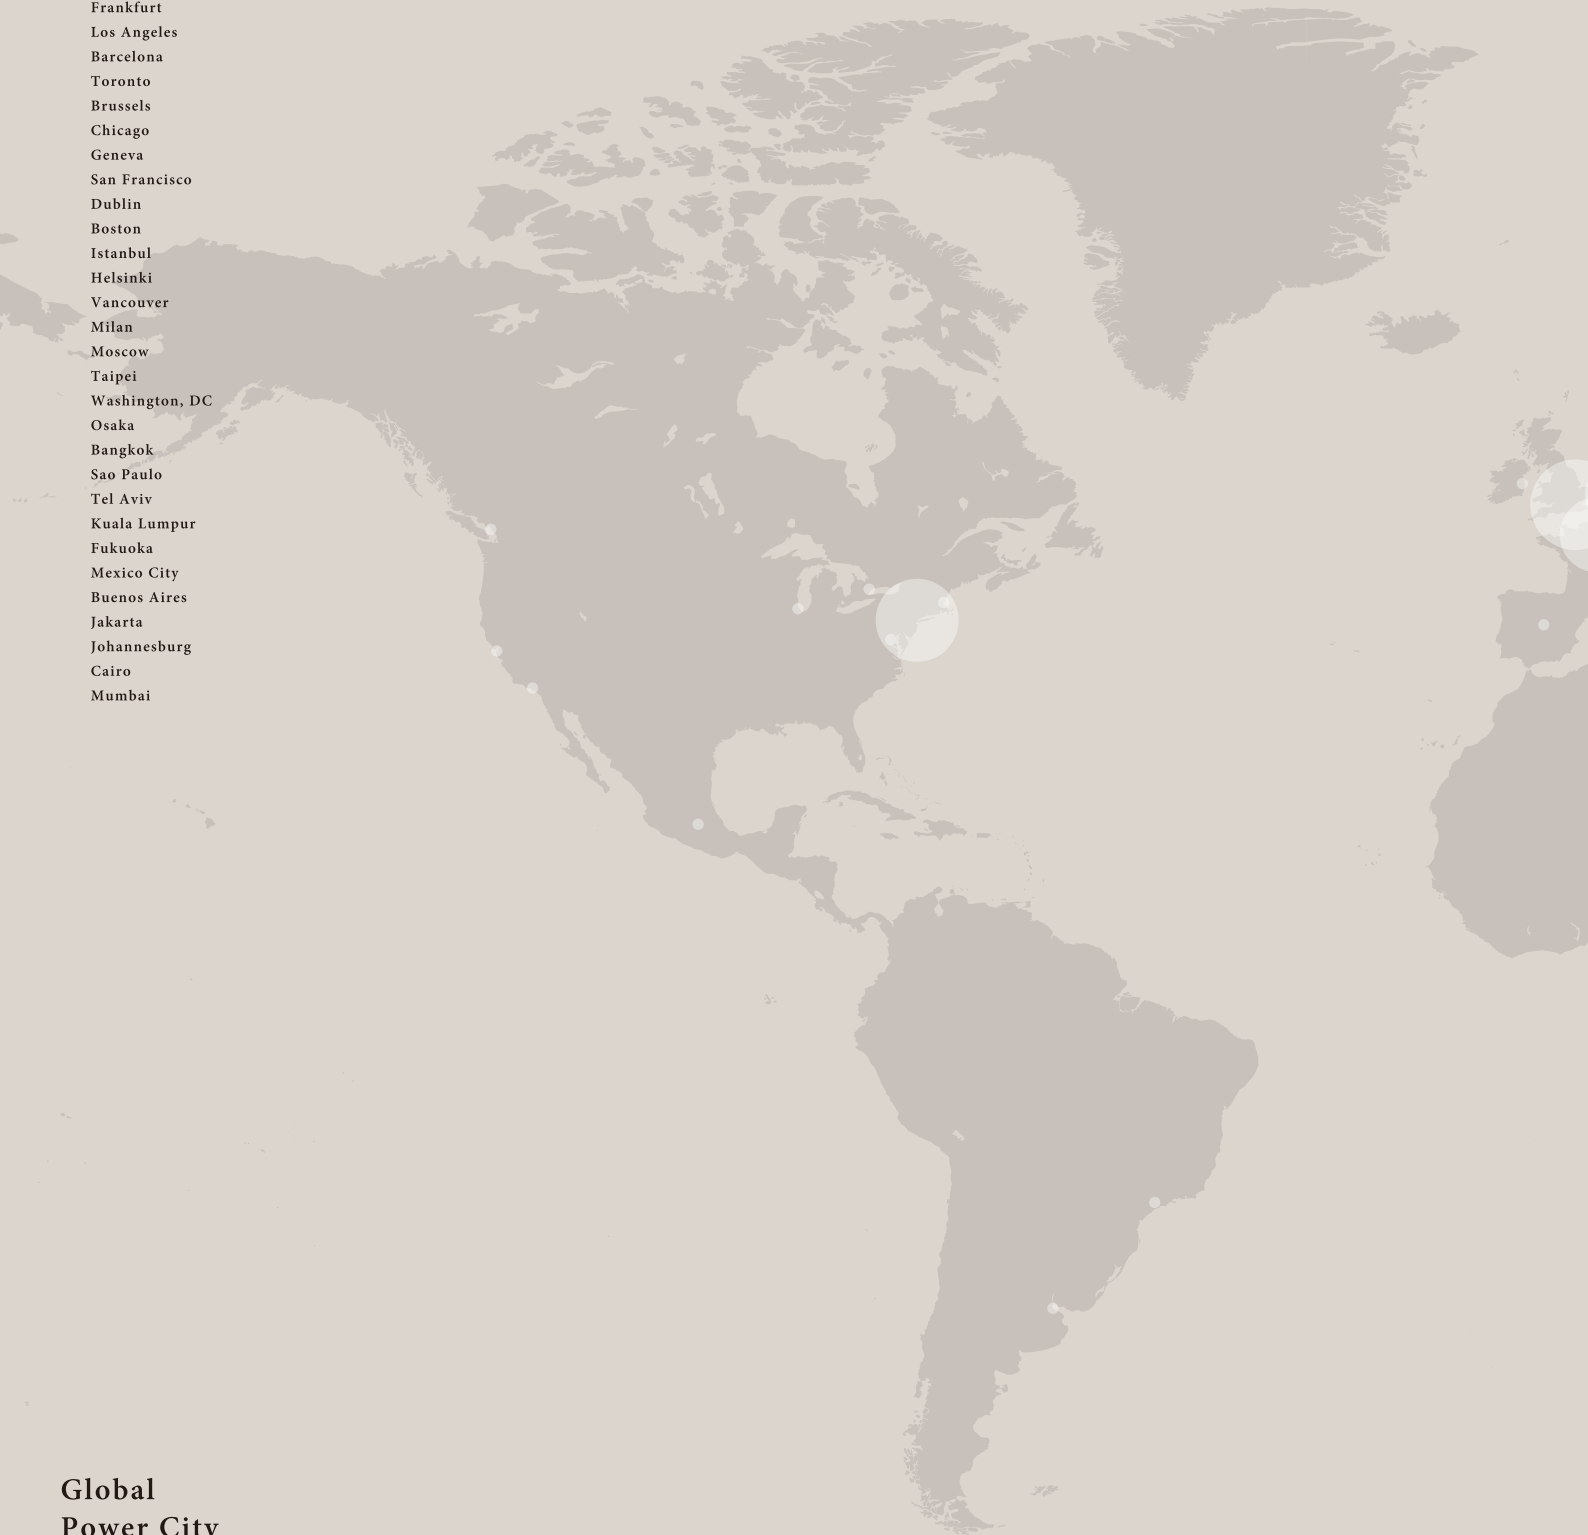 Frankfurt
Los Angeles
Barcelona
Toronto
Brussels
Chicago
Geneva
San Francisco
Dublin
Boston
Istanbul
Helsinki
Vancouver
Milan
Moscow
Taipei
Washington, DC
Osaka
Bangkok
Sao Paulo
Tel Aviv
Kuala Lumpur
Fukuoka
Mexico City
Buenos Aires
Jakarta
Johannesburg
Cairo
Mumbai
Global
Power City